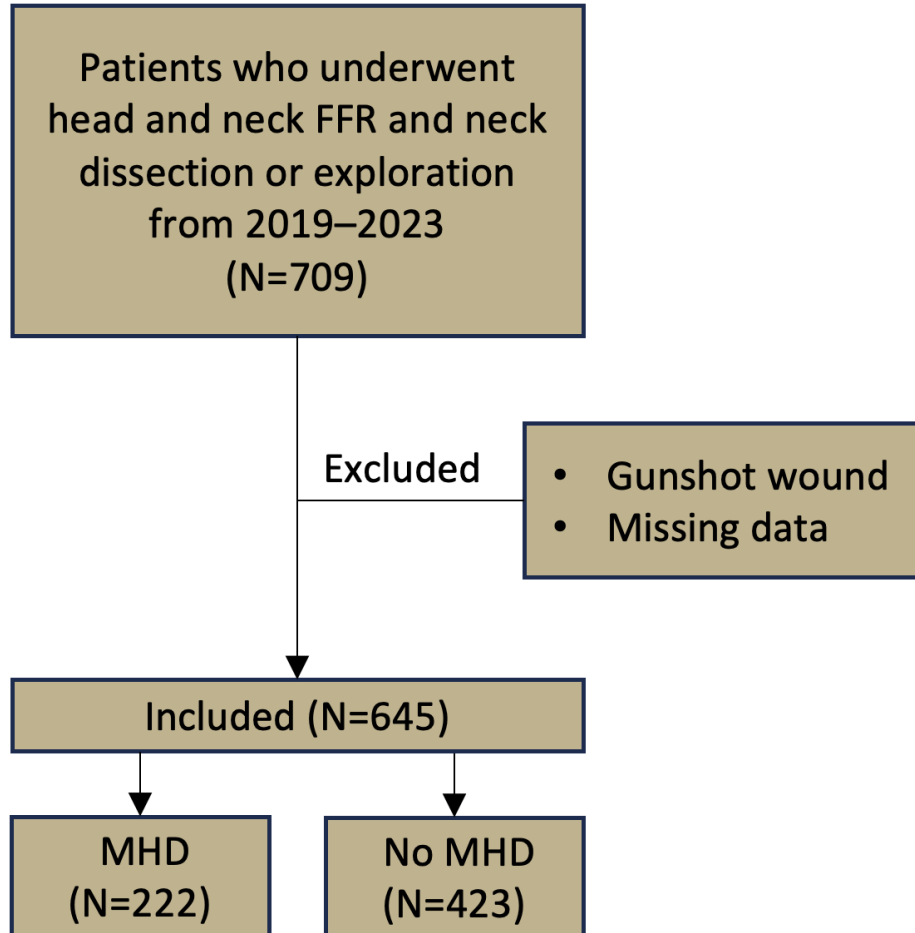 Patients who underwent
head and neck FFR and neck
dissection or exploration
from 2019–2023
(N=709)
Excluded
• Gunshot wound
• Missing data
Included (N=645)
MHD
(N=222)
No MHD
(N=423)